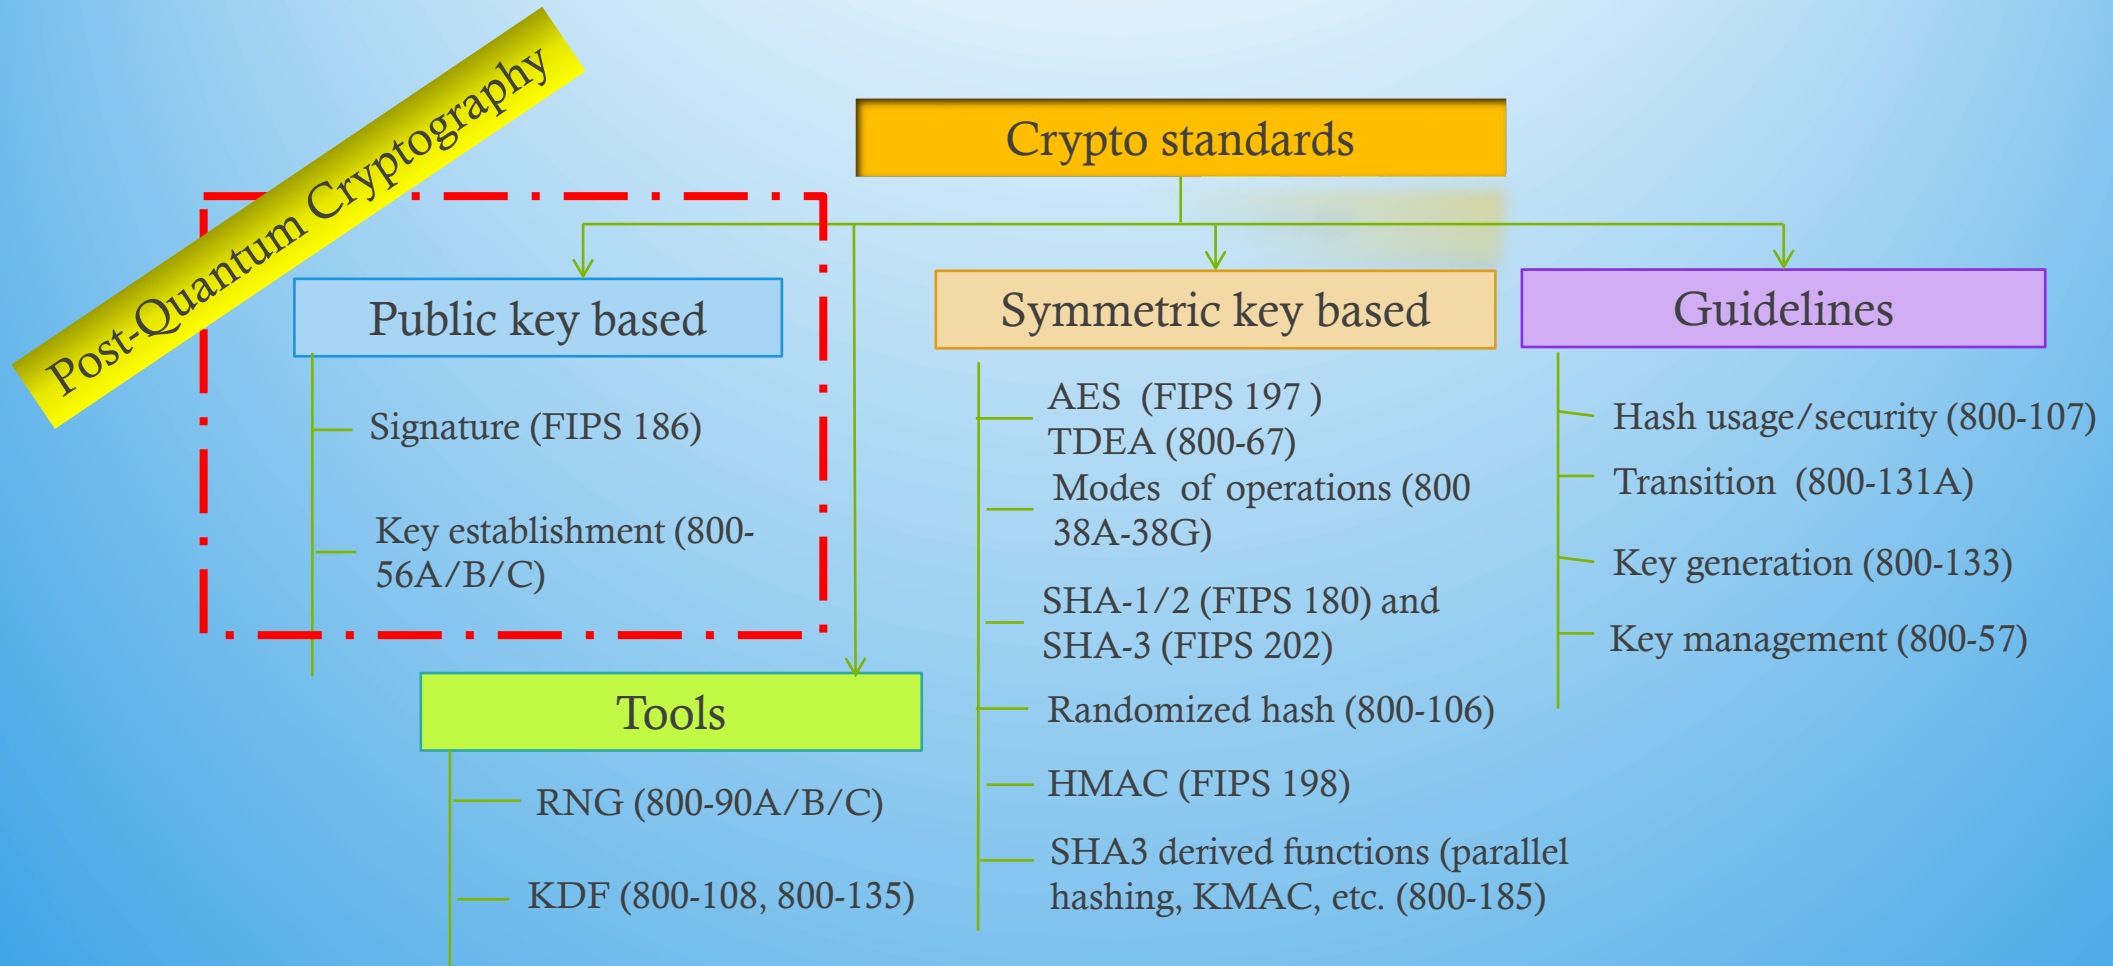 Post-Quantum Cryptography
Crypto standards
Public key based
Signature (FIPS 186)
Key establishment (800-
56A/B/C)
Tools
RNG (800-90A/B/C)
KDF (800-108, 800-135)
Symmetric key based
AES (FIPS 197 )
TDEA (800-67)
Modes of operations (800
38A-38G)
SHA-1/2 (FIPS 180) and
SHA-3 (FIPS 202)
Randomized hash (800-106)
HMAC (FIPS 198)
SHA3 derived functions (parallel
hashing, KMAC, etc. (800-185)
Guidelines
Hash usage/security (800-107)
Transition (800-131A)
Key generation (800-133)
Key management (800-57)